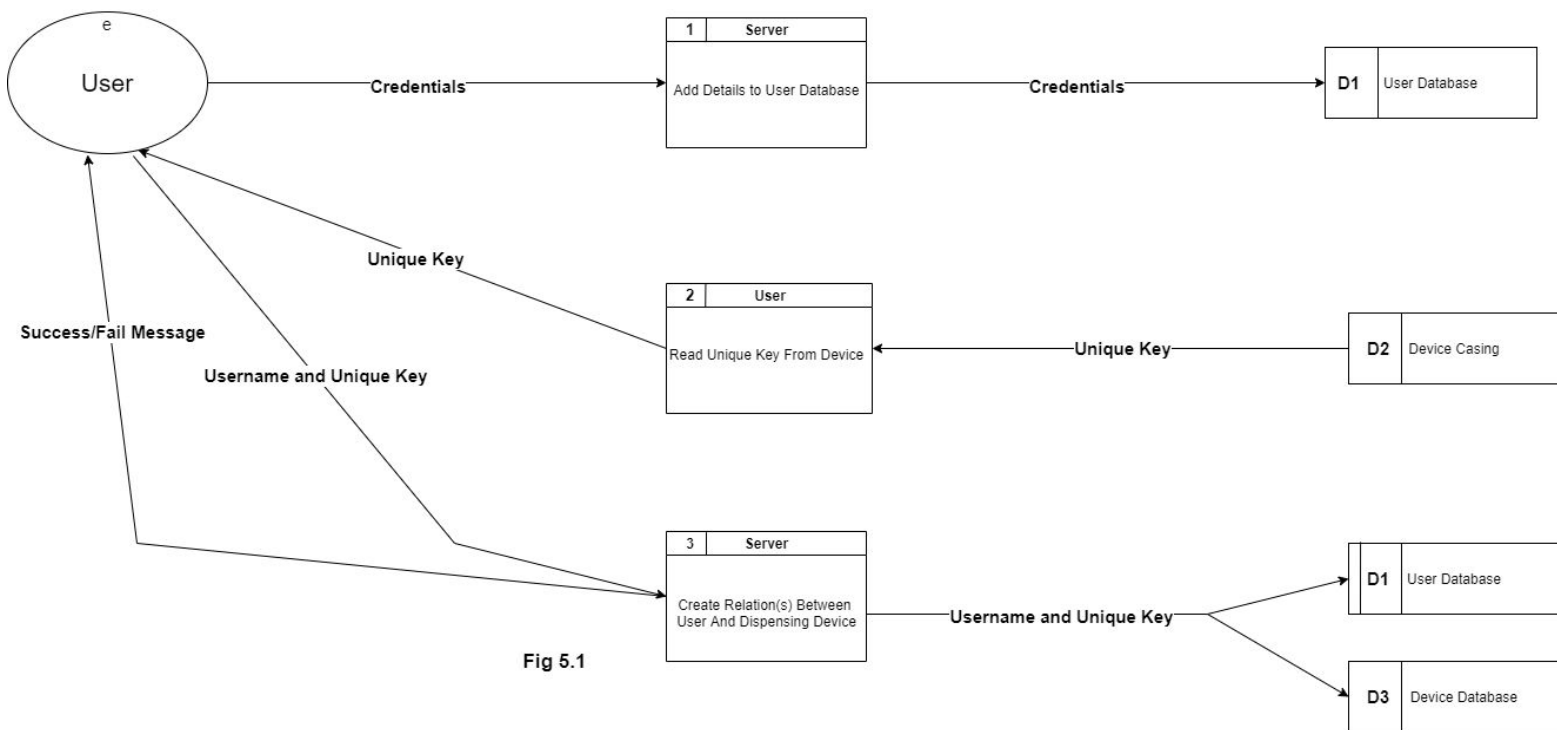 e
User
Credentials
1 Server
Add Details to User Database
Credentials
D1 User Database
Unique Key
2 User
Read Unique Key From Device
Unique Key
D2 Device Casing
Success/Fail Message
Username and Unique Key
3 Server
Create Relation(s) Between
User And Dispensing Device
Username and Unique Key
D1 User Database
D3 Device Database
Fig 5.1